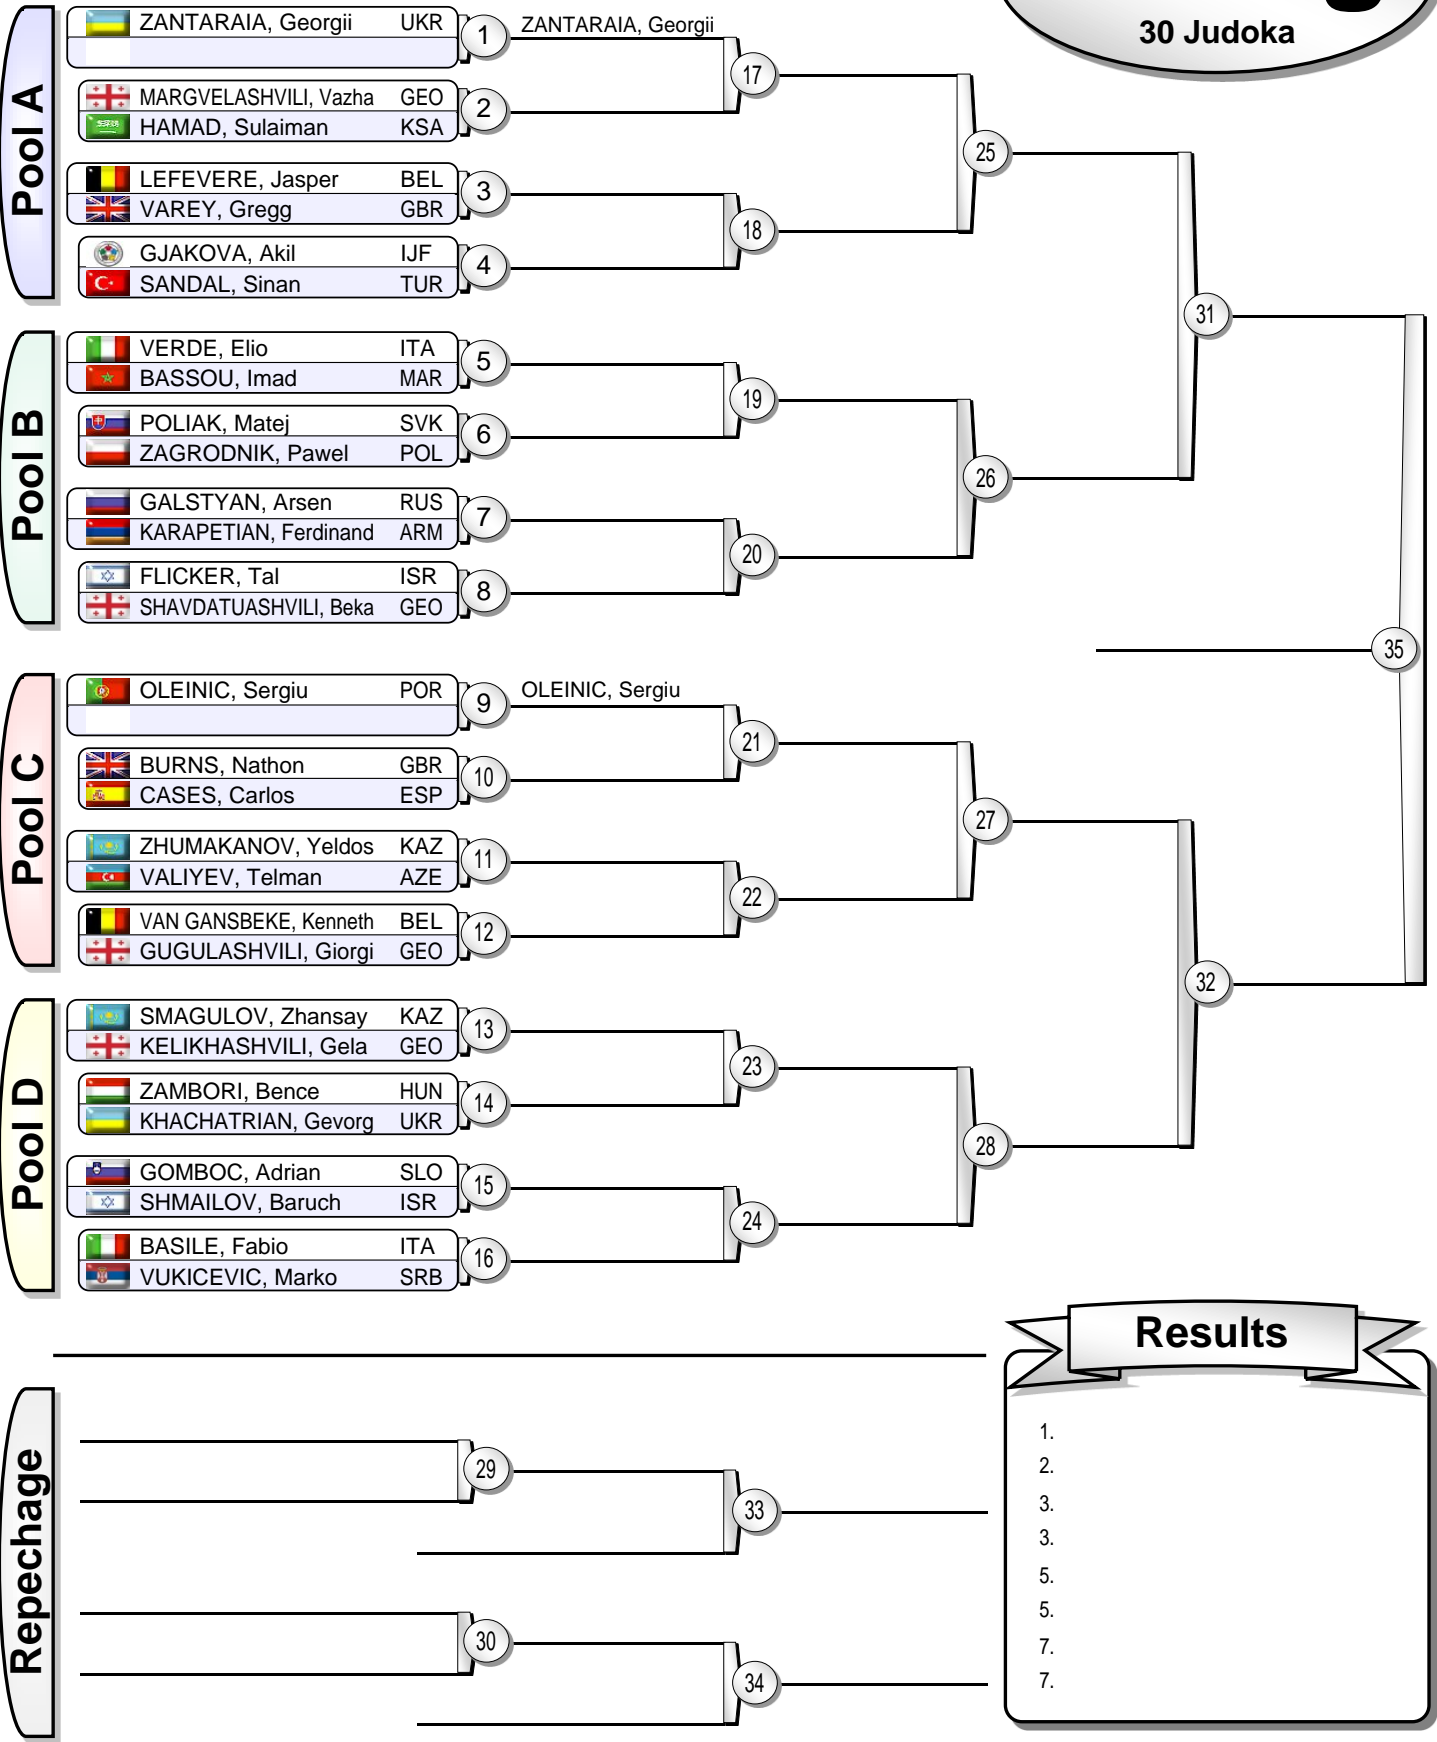 30 Judoka
Pool A
ZANTARAIA, Georgii UKR
1
ZANTARAIA, Georgii
MARGVELASHVILI, Vazha GEO
2
HAMAD, Sulaiman KSA
17
LEFEVERE, Jasper BEL
3
VAREY, Gregg GBR
GJAKOVA, Akil IJF
4
SANDAL, Sinan TUR
18
25
Pool B
VERDE, Elio ITA
5
BASSOU, Imad MAR
POLIAK, Matej SVK
6
ZAGRODNIK, Pawel POL
19
GALSTYAN, Arsen RUS
7
KARAPETIAN, Ferdinand ARM
FLICKER, Tal ISR
8
SHAVDATUASHVILI, Beka GEO
20
26
31
35
Pool C
OLEINIC, Sergiu POR
9
OLEINIC, Sergiu
BURNS, Nathon GBR
10
CASES, Carlos ESP
21
ZHUMAKANOV, Yeldos KAZ
11
VALIYEV, Telman AZE
VAN GANSBEKE, Kenneth BEL
12
GUGULASHVILI, Giorgi GEO
22
27
Pool D
SMAGULOV, Zhansay KAZ
13
KELIKHASHVILI, Gela GEO
ZAMBORI, Bence HUN
14
KHACHATRIAN, Gevorg UKR
23
GOMBOC, Adrian SLO
15
SHMAILOV, Baruch ISR
BASILE, Fabio ITA
16
VUKICEVIC, Marko SRB
24
28
32
Repechage
29
33
30
34
Results
1.
2.
3.
3.
5.
5.
7.
7.